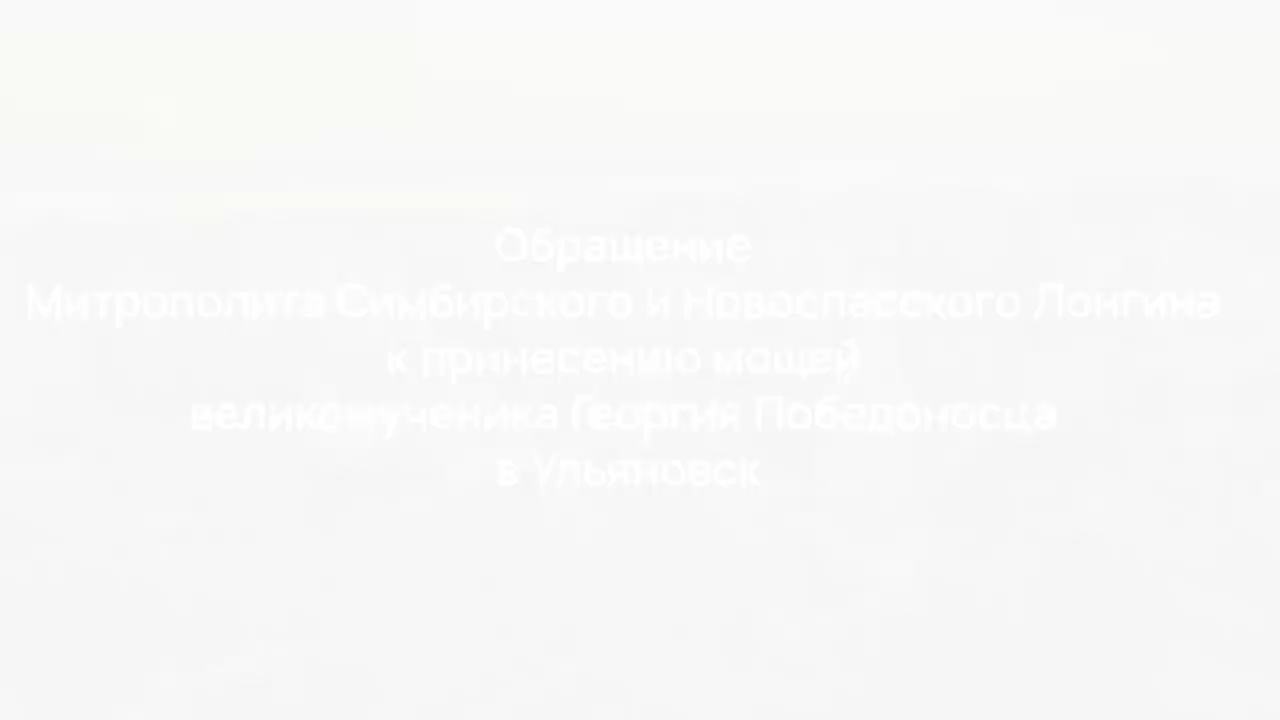 Обращение
Митрополита Симбирского и Новоспасского Лонгина
к принесению мощей
великомученика Георгия Победоносца
в Ульяновск